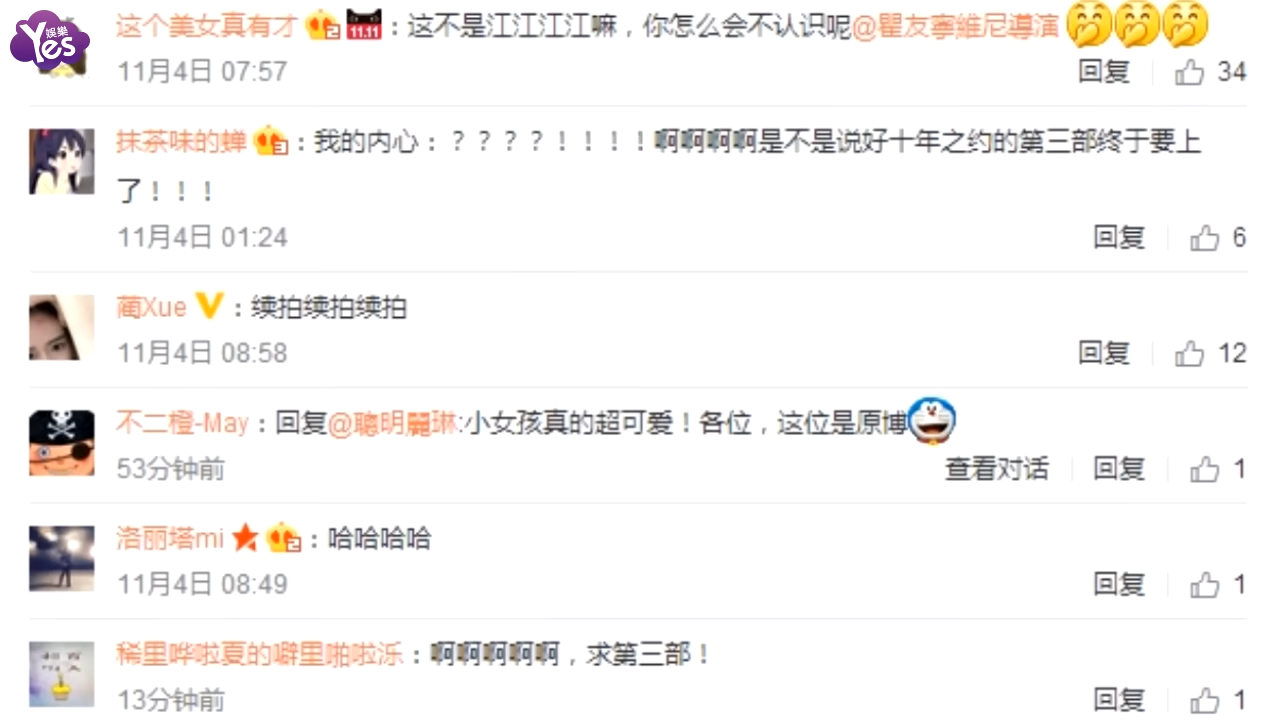 娛樂
Yes
这个美女真有才 2 11.11：这不是江江江江嘛，你怎么会不认识呢@瞿友寧維尼導演
11月4日 07:57 回复 34
抹茶味的蝉：我的内心：？？？？！！！！啊啊啊啊是不是说好十年之约的第三部终于要上
了！！！
11月4日 01:24 回复 6
蔺Xue V：续拍续拍续拍
11月4日 08:58 回复 12
不二橙-May：回复@聰明麗琳:小女孩真的超可爱！各位，这位是原博
53分钟前 查看对话 回复 1
洛丽塔mi 2：哈哈哈哈
11月4日 08:49 回复 1
稀里哗啦夏的噼里啪啦泺：啊啊啊啊啊，求第三部！
13分钟前 回复 1